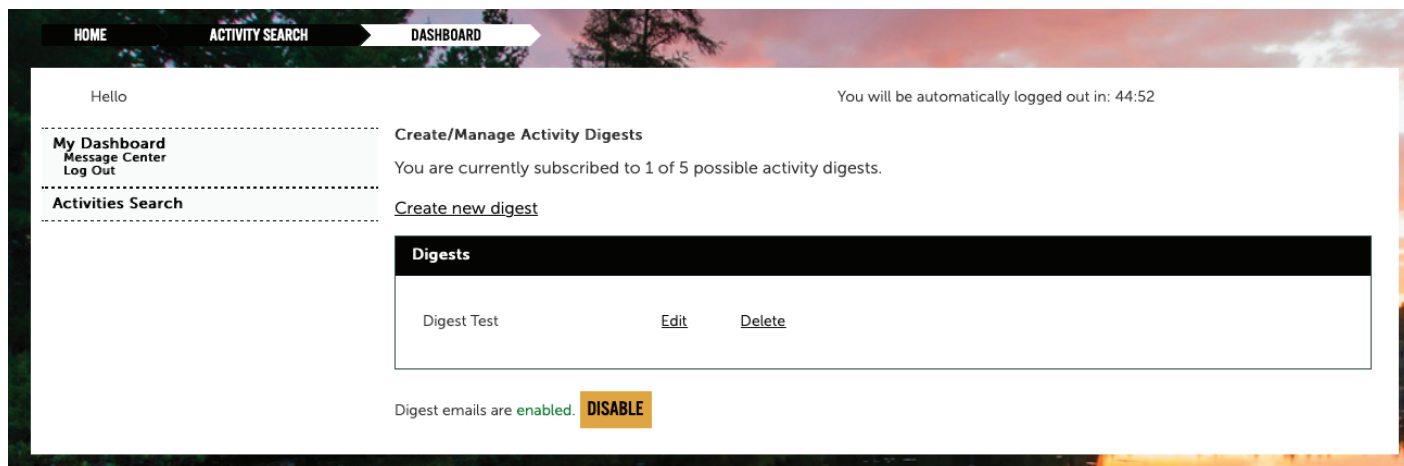 HOME ACTIVITY SEARCH DASHBOARD
Hello You will be automatically logged out in: 44:52
My Dashboard
Message Center
Log Out
Activities Search
Create/Manage Activity Digests
You are currently subscribed to 1 of 5 possible activity digests.
Create new digest
Digests
Digest Test Edit Delete
Digest emails are enabled. DISABLE